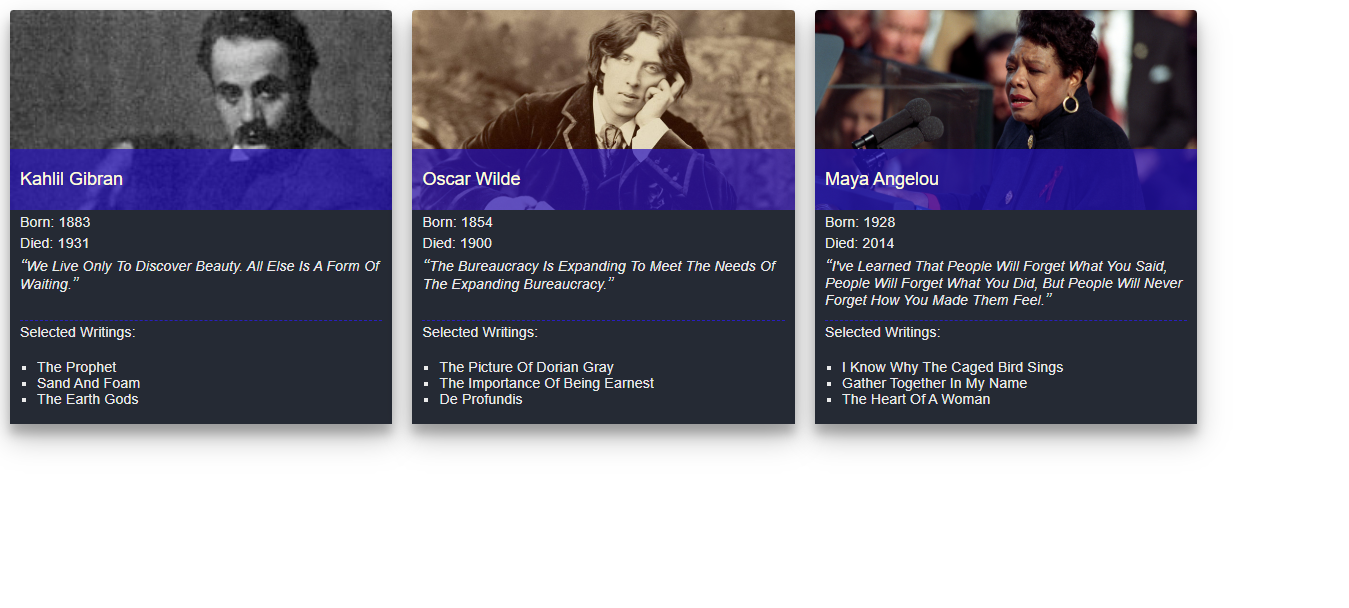 Kahlil Gibran
Born: 1883
Died: 1931
“We Live Only To Discover Beauty. All Else Is A Form Of
Waiting.”
Selected Writings:
The Prophet
Sand And Foam
The Earth Gods
Oscar Wilde
Born: 1854
Died: 1900
“The Bureaucracy Is Expanding To Meet The Needs Of
The Expanding Bureaucracy.”
Selected Writings:
The Picture Of Dorian Gray
The Importance Of Being Earnest
De Profundis
Maya Angelou
Born: 1928
Died: 2014
“I've Learned That People Will Forget What You Said,
People Will Forget What You Did, But People Will Never
Forget How You Made Them Feel.”
Selected Writings:
I Know Why The Caged Bird Sings
Gather Together In My Name
The Heart Of A Woman